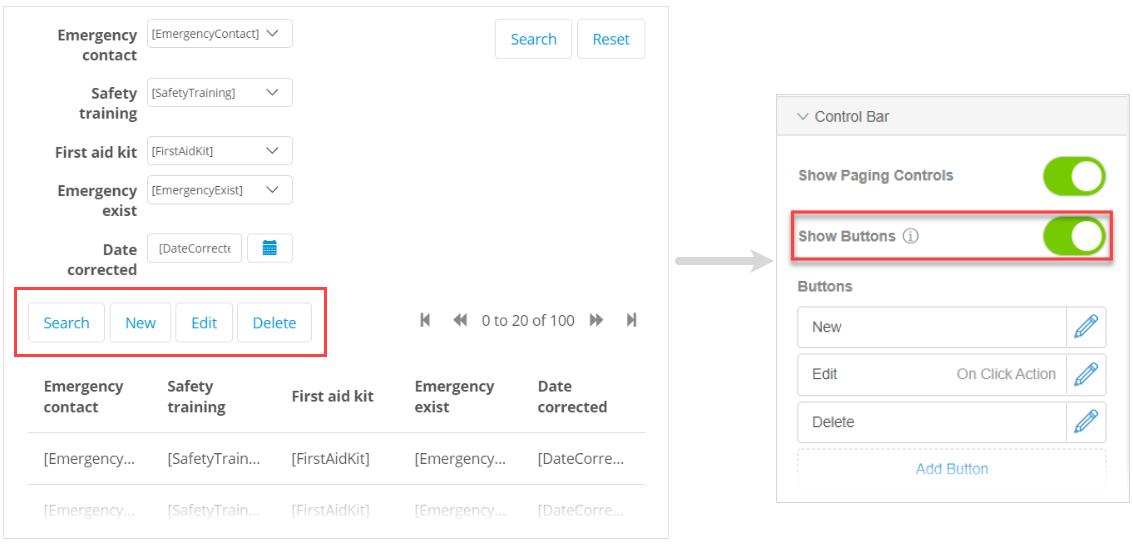 Emergency
contact
[EmergencyContact]
Search
Reset
Safety
training
[SafetyTraining]
First aid kit
[FirstAidKit]
Emergency
exist
[EmergencyExist]
Date
corrected
[DateCorrecte
Search
New
Edit
Delete
0 to 20 of 100
Emergency
contact
Safety
training
First aid kit
Emergency
exist
Date
corrected
[Emergency...
[SafetyTrain...
[FirstAidKit]
[Emergency...
[DateCorre...
[Emergency...
[SafetyTrain...
[FirstAidKit]
[Emergency...
[DateCorre...
Control Bar
Show Paging Controls
Show Buttons
Buttons
New
Edit
On Click Action
Delete
Add Button